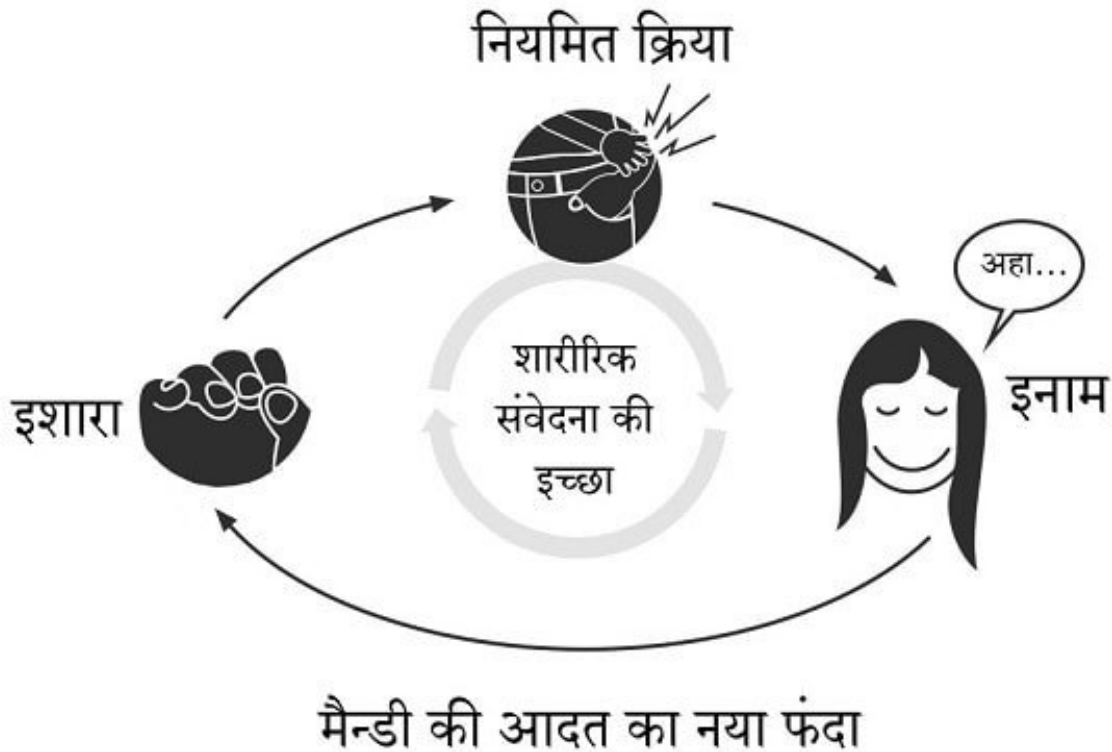 नियमित क्रिया
अहा...
शारीरिक
संवेदना की
इच्छा
इशारा
इनाम
मैन्डी की आदत का नया फंदा